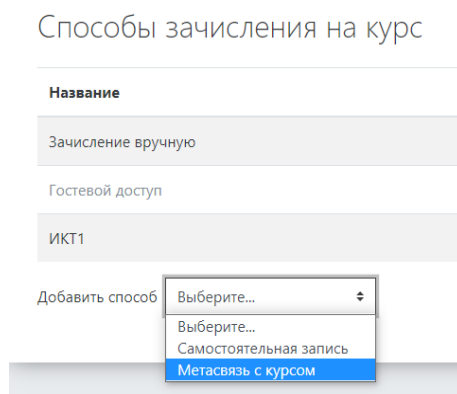 Способы зачисления на курс
Название
Зачисление вручную
Гостевой доступ
ИКТ1
Добавить способ Выберите...
Выберите...
Самостоятельная запись
Метасвязь с курсом